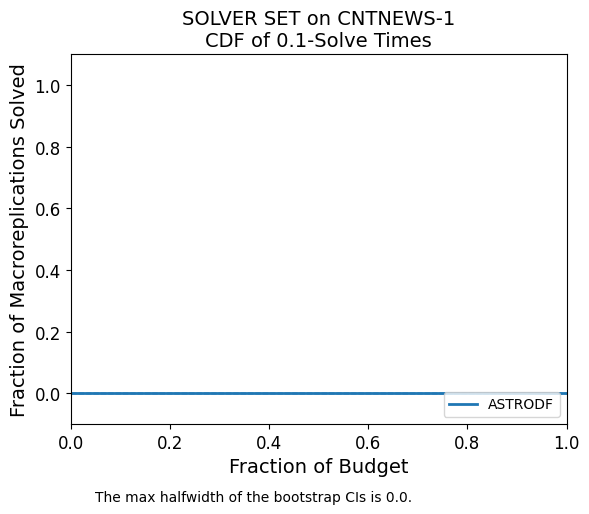 SOLVER SET on CNTNEWS-1
CDF of 0.1-Solve Times
Fraction of Macroreplications Solved
1.0
0.8
0.6
0.4
0.2
0.0
ASTRODF
0.0 0.2 0.4 0.6 0.8 1.0
Fraction of Budget
The max halfwidth of the bootstrap CIs is 0.0.